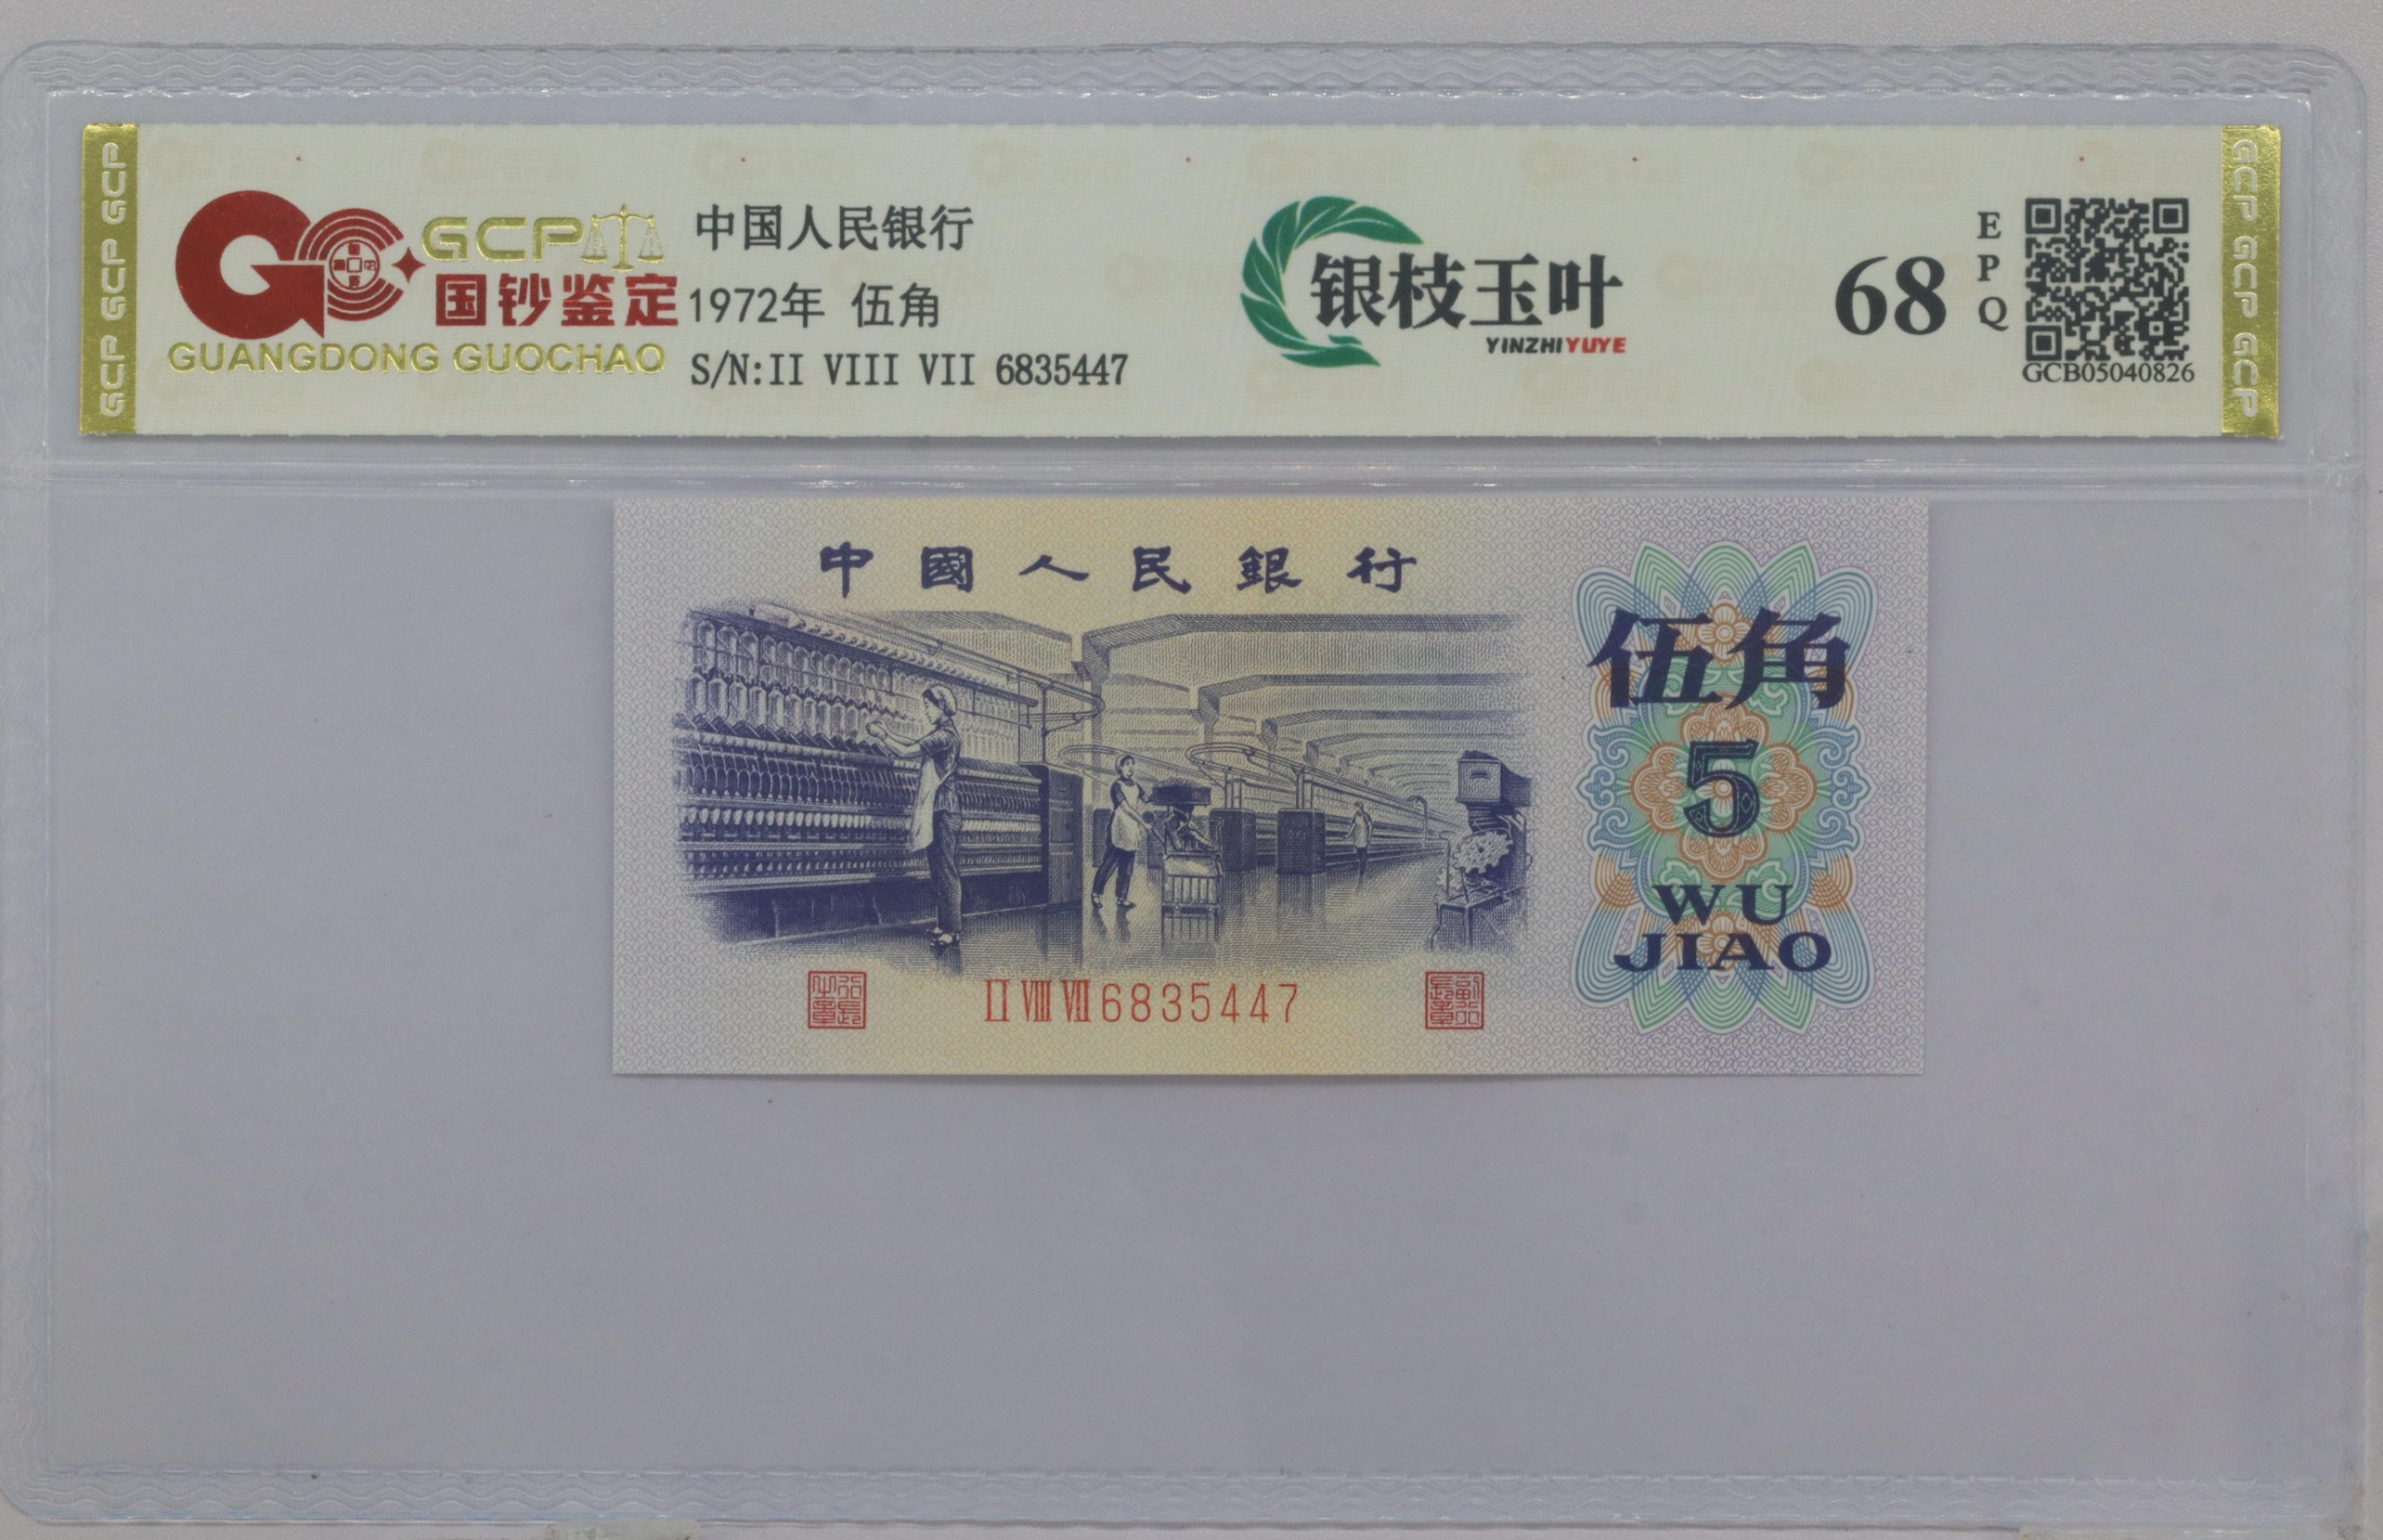 GCP GCP GCP
GCP
国钞鉴定
GUANGDONG GUOCHAO
中国人民银行
1972年 伍角
S/N:II VIII VII 6835447
银枝玉叶
YINZHIYUYE
68
EPQ
GCB05040826
GCP GCP GCP
中國人民銀行
伍角
5
WU
JIAO
II VIII VII 6835447